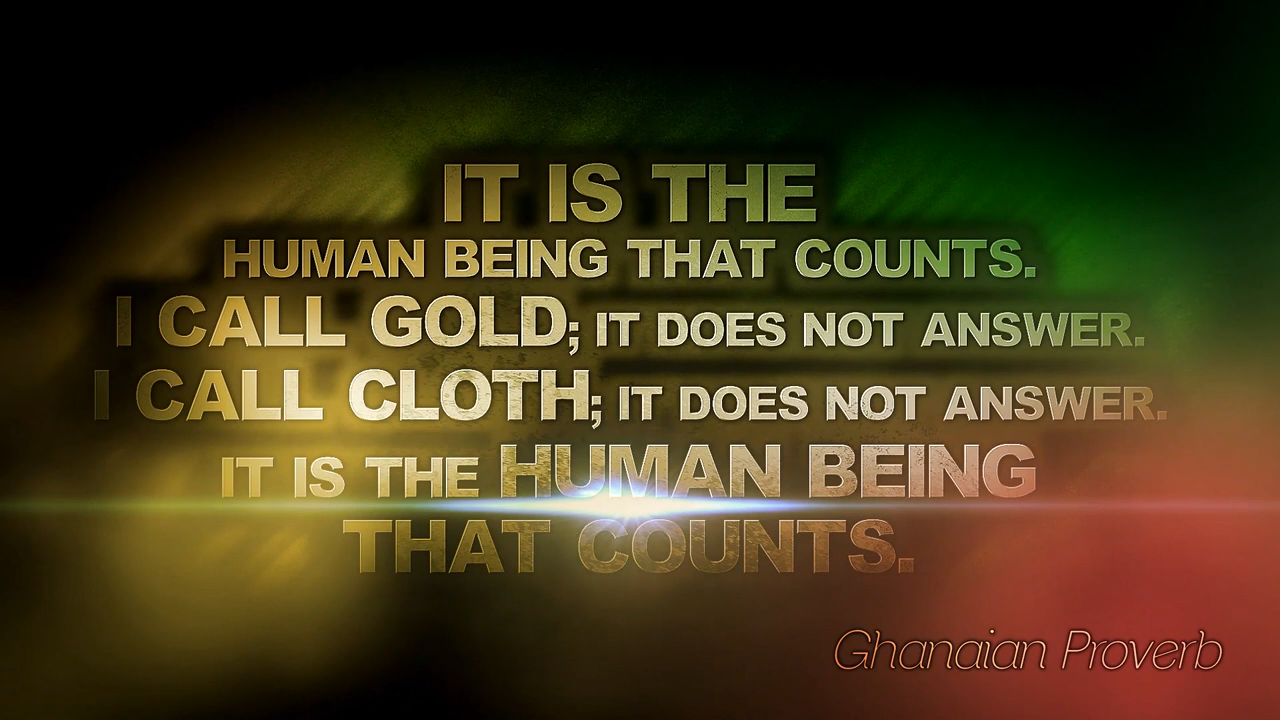 IT IS THE
HUMAN BEING THAT COUNTS.
I CALL GOLD; IT DOES NOT ANSWER.
I CALL CLOTH; IT DOES NOT ANSWER.
IT IS THE HUMAN BEING
THAT COUNTS.
Ghanaian Proverb